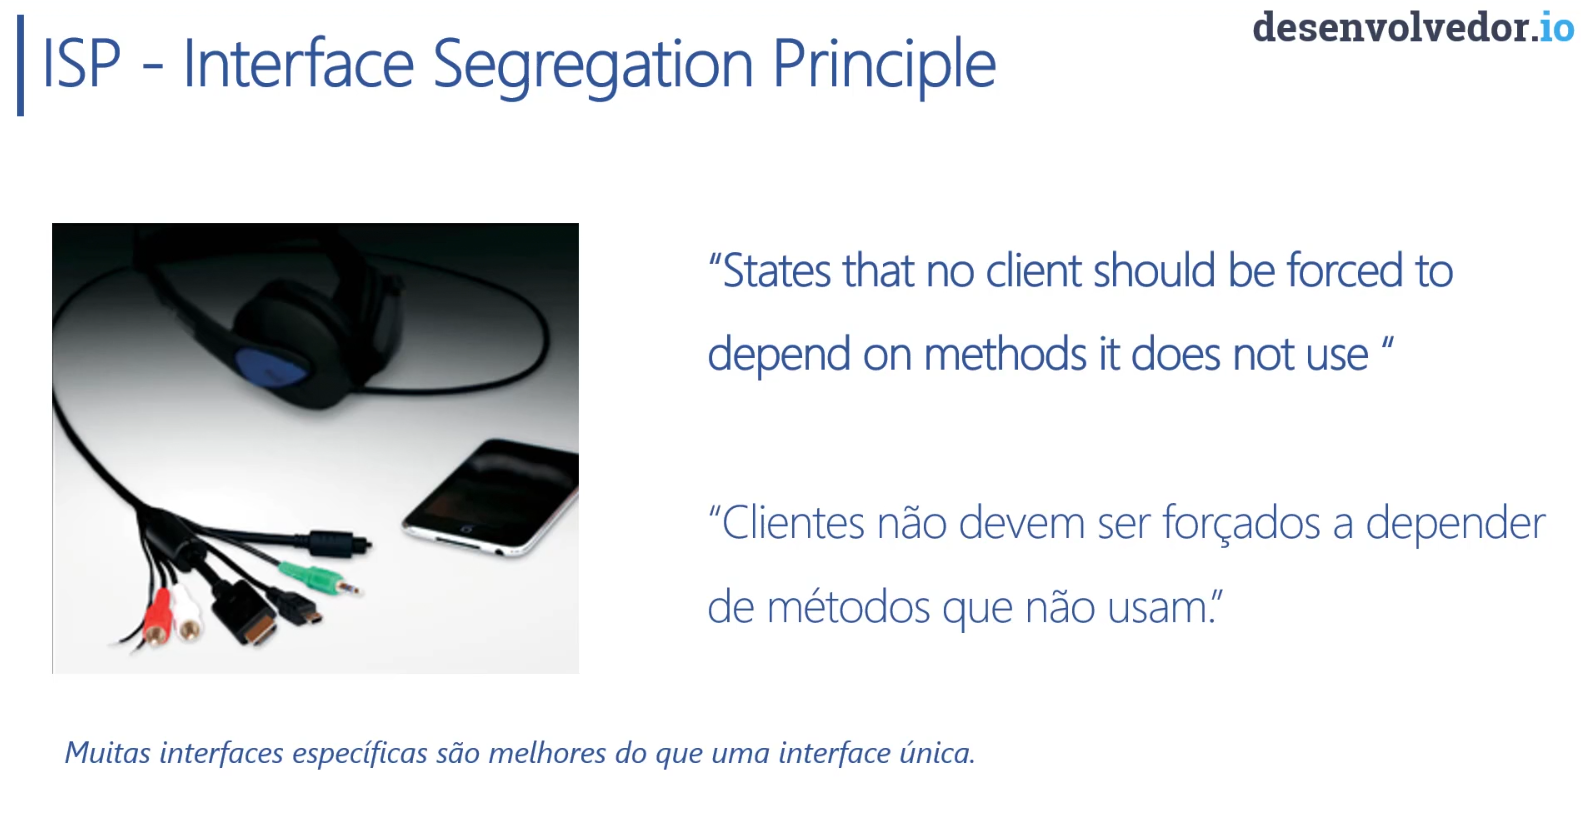 desenvolvedor.io
ISP - Interface Segregation Principle
“States that no client should be forced to
depend on methods it does not use “
“Clientes não devem ser forçados a depender
de métodos que não usam.”
Muitas interfaces específicas são melhores do que uma interface única.